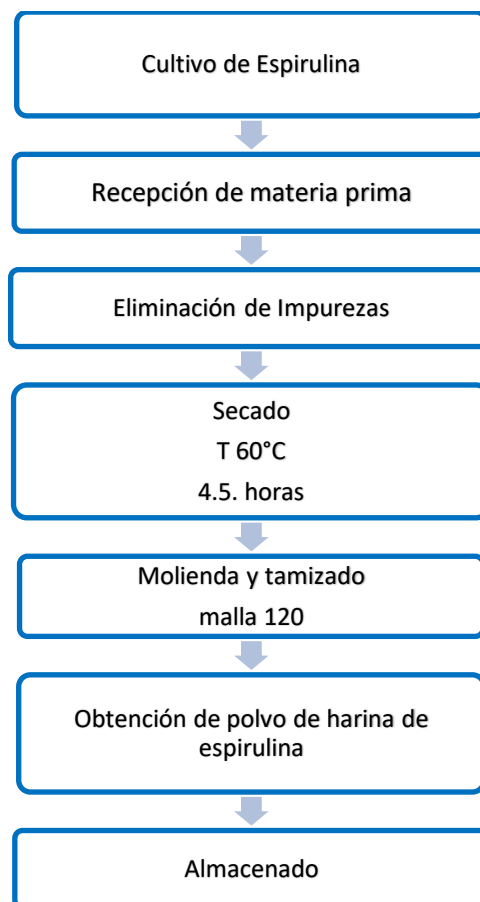 Cultivo de Espirulina
Recepción de materia prima
Eliminación de Impurezas
Secado
T 60°C
4.5. horas
Molienda y tamizado
malla 120
Obtención de polvo de harina de
espirulina
Almacenado